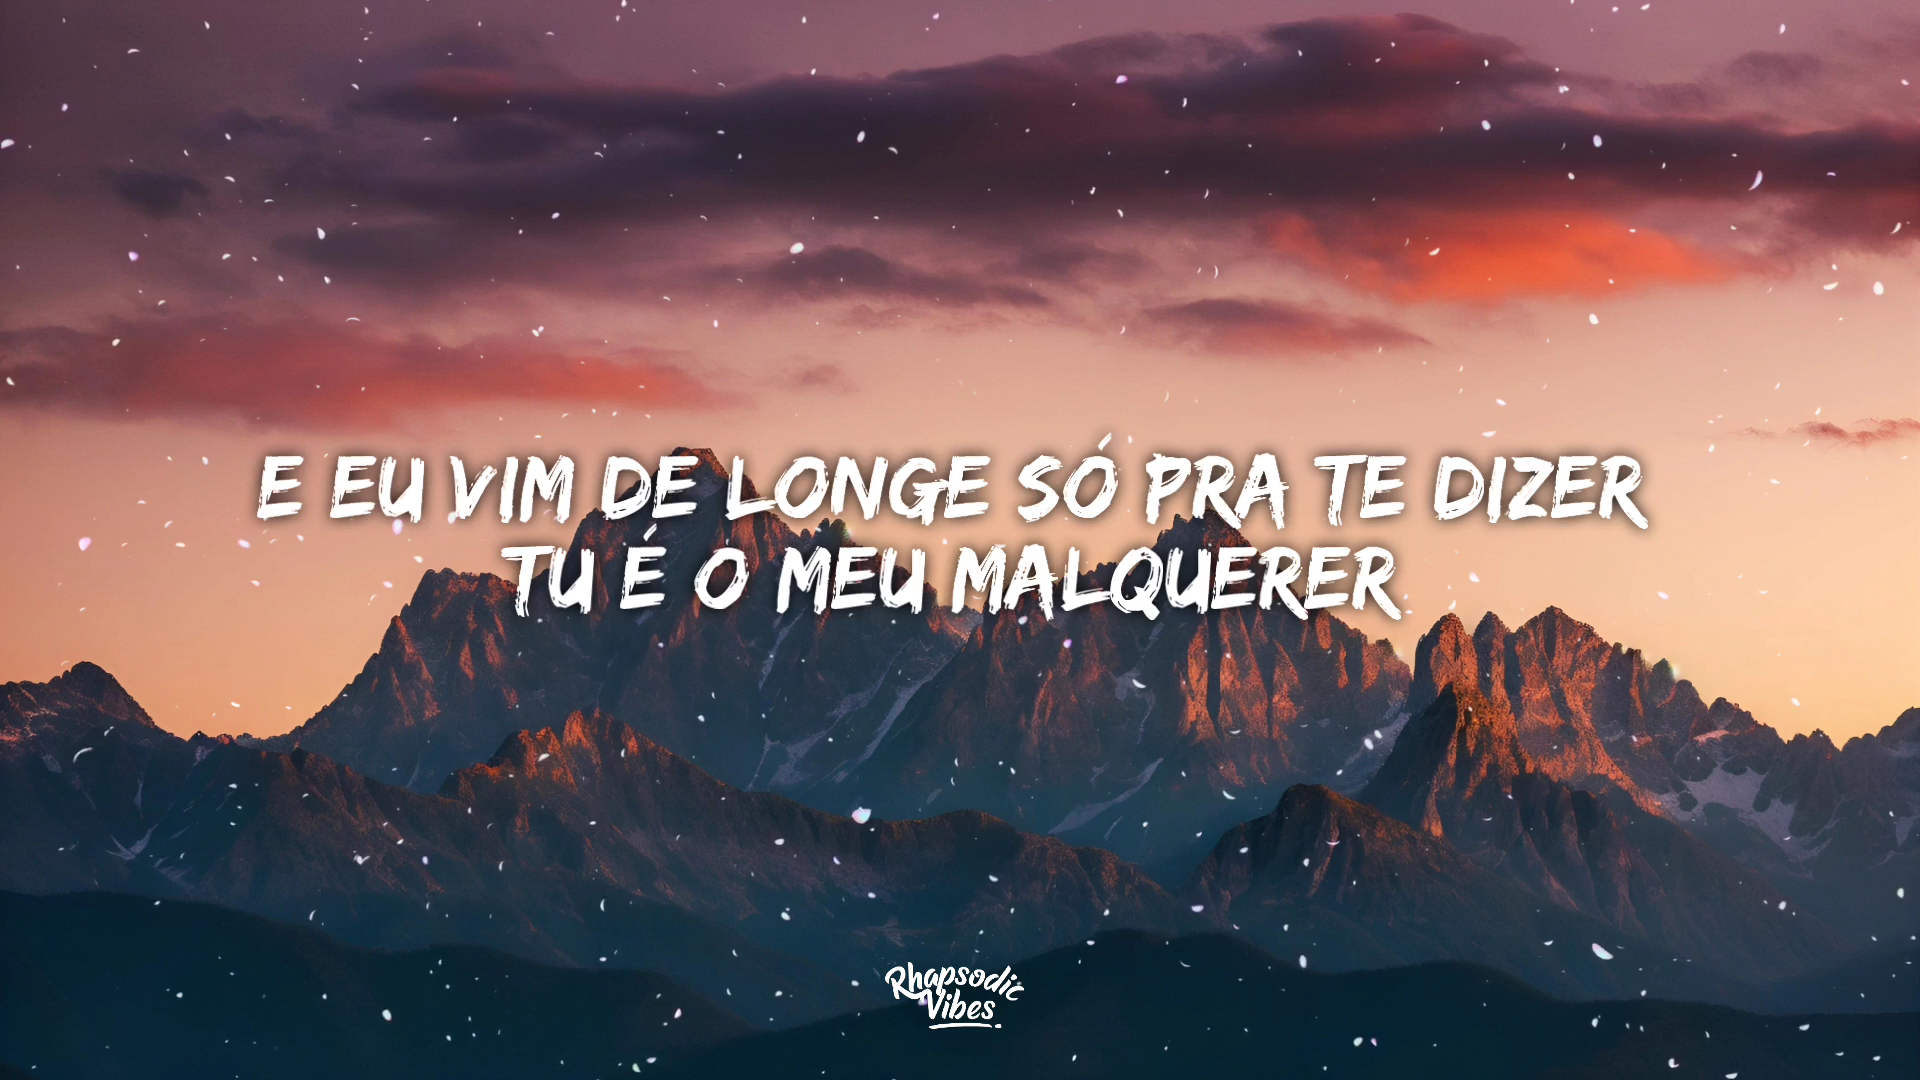 E EU VIM DE LONGE SÓ PRA TE DIZER
TU É O MEU MALQUERER
Rhapsodic
Vibes